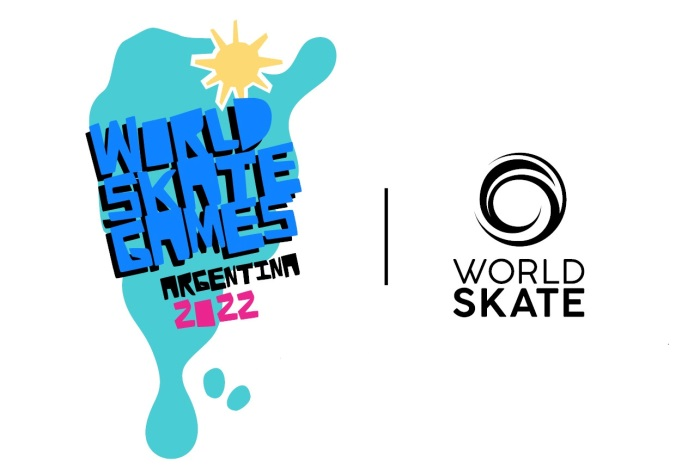 WORLD
SKATE
GAMES
ARGENTINA
2022
WORLD
SKATE